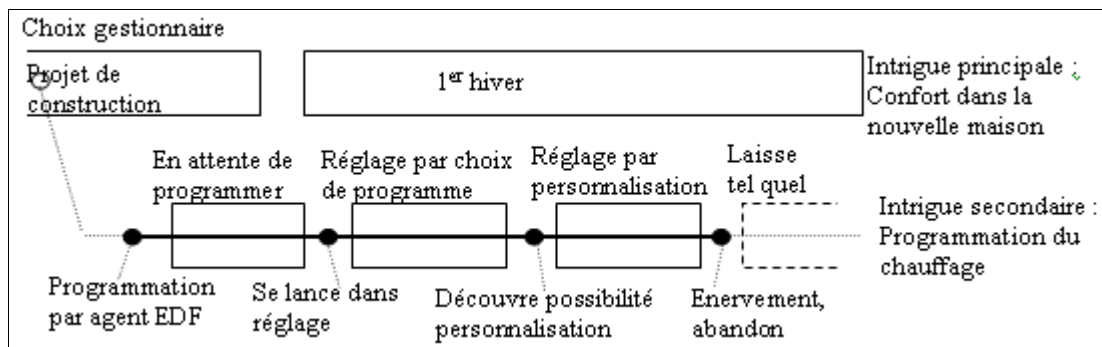 Choix gestionnaire
Projet de
construction
1er hiver
Intrigue principale :
Confort dans la
nouvelle maison
En attente de
programmer
Réglage par choix
de programme
Réglage par
personnalisation
Laisse
tel quel
Intrigue secondaire :
Programmation du
chauffage
Programmation
par agent EDF
Se lance dans
réglage
Découvre possibilité
personnalisation
Enervement,
abandon